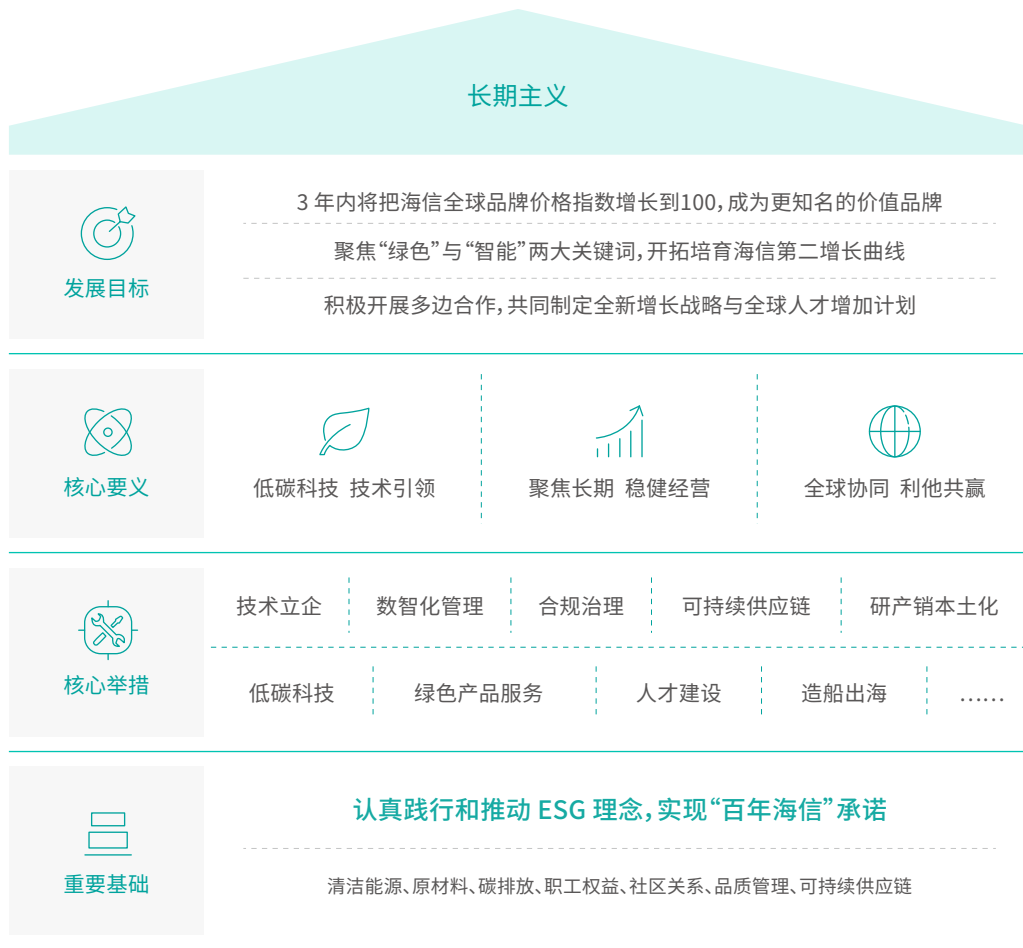 长期主义
发展目标
3 年内将把海信全球品牌价格指数增长到100，成为更知名的价值品牌
聚焦“绿色”与“智能”两大关键词，开拓培育海信第二增长曲线
积极开展多边合作，共同制定全新增长战略与全球人才增加计划
核心要义
低碳科技 技术引领
聚焦长期 稳健经营
全球协同 利他共赢
核心举措
技术立企
数智化管理
合规治理
可持续供应链
研产销本土化
低碳科技
绿色产品服务
人才建设
造船出海
……
重要基础
认真践行和推动 ESG 理念，实现“百年海信”承诺
清洁能源、原材料、碳排放、职工权益、社区关系、品质管理、可持续供应链